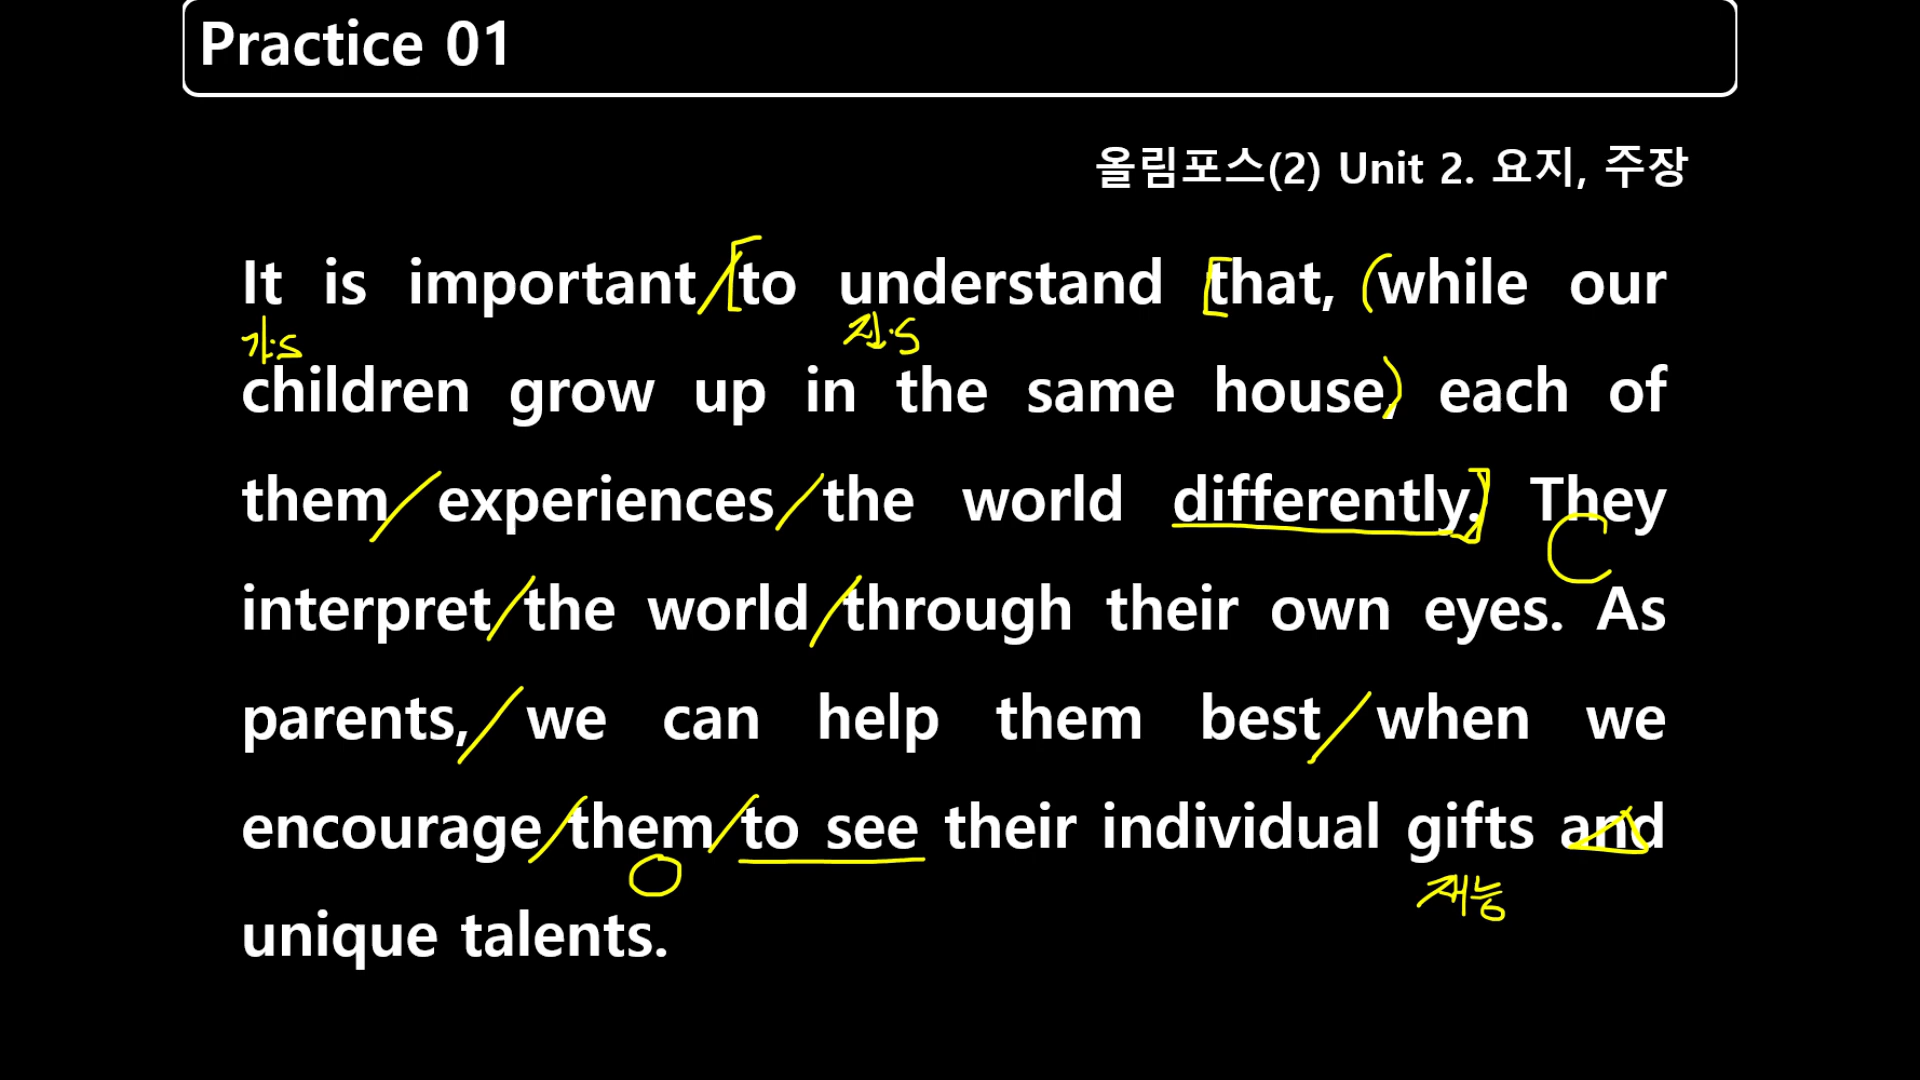 Practice 01
올림포스(2) Unit 2. 요지, 주장
It is important to understand that, while our
가.S 진.S
children grow up in the same house, each of
them experiences the world differently. They
interpret the world through their own eyes. As
parents, we can help them best when we
encourage them to see their individual gifts and
O 재능
unique talents.